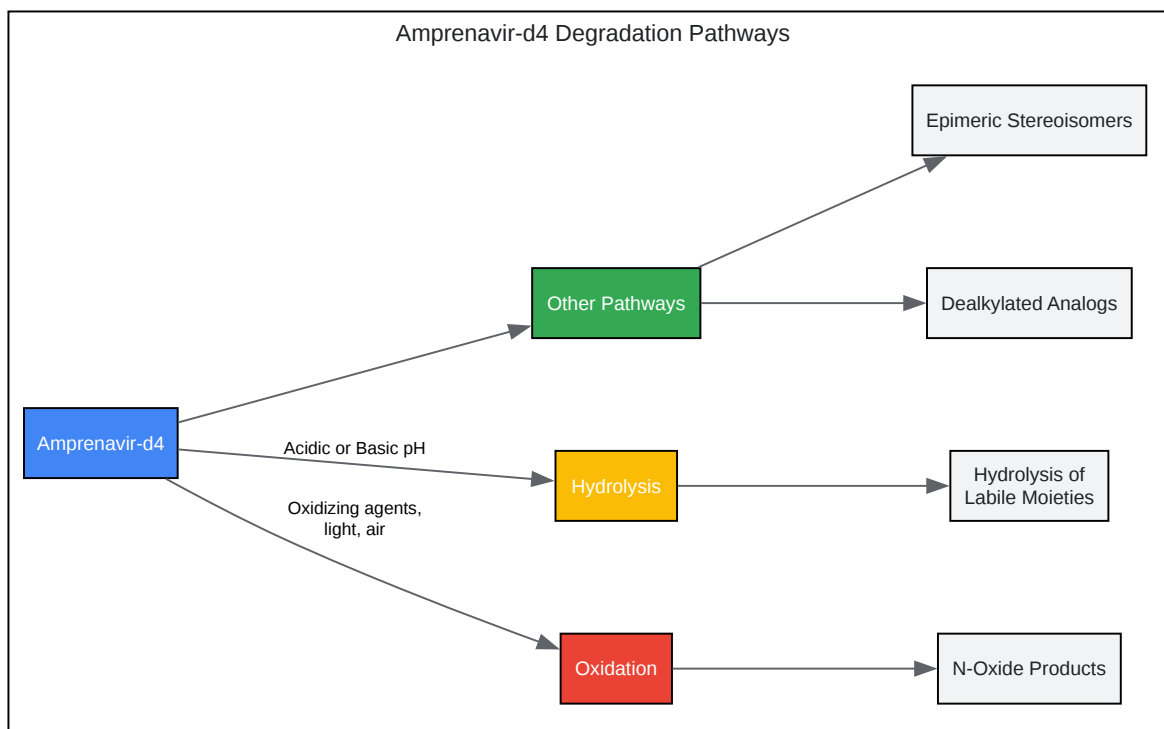 Amprenavir-d4 Degradation Pathways
Epimeric Stereoisomers
Other Pathways
Dealkylated Analogs
Amprenavir-d4
Acidic or Basic pH
Hydrolysis
Hydrolysis of
Labile Moieties
Oxidizing agents,
light, air
Oxidation
N-Oxide Products